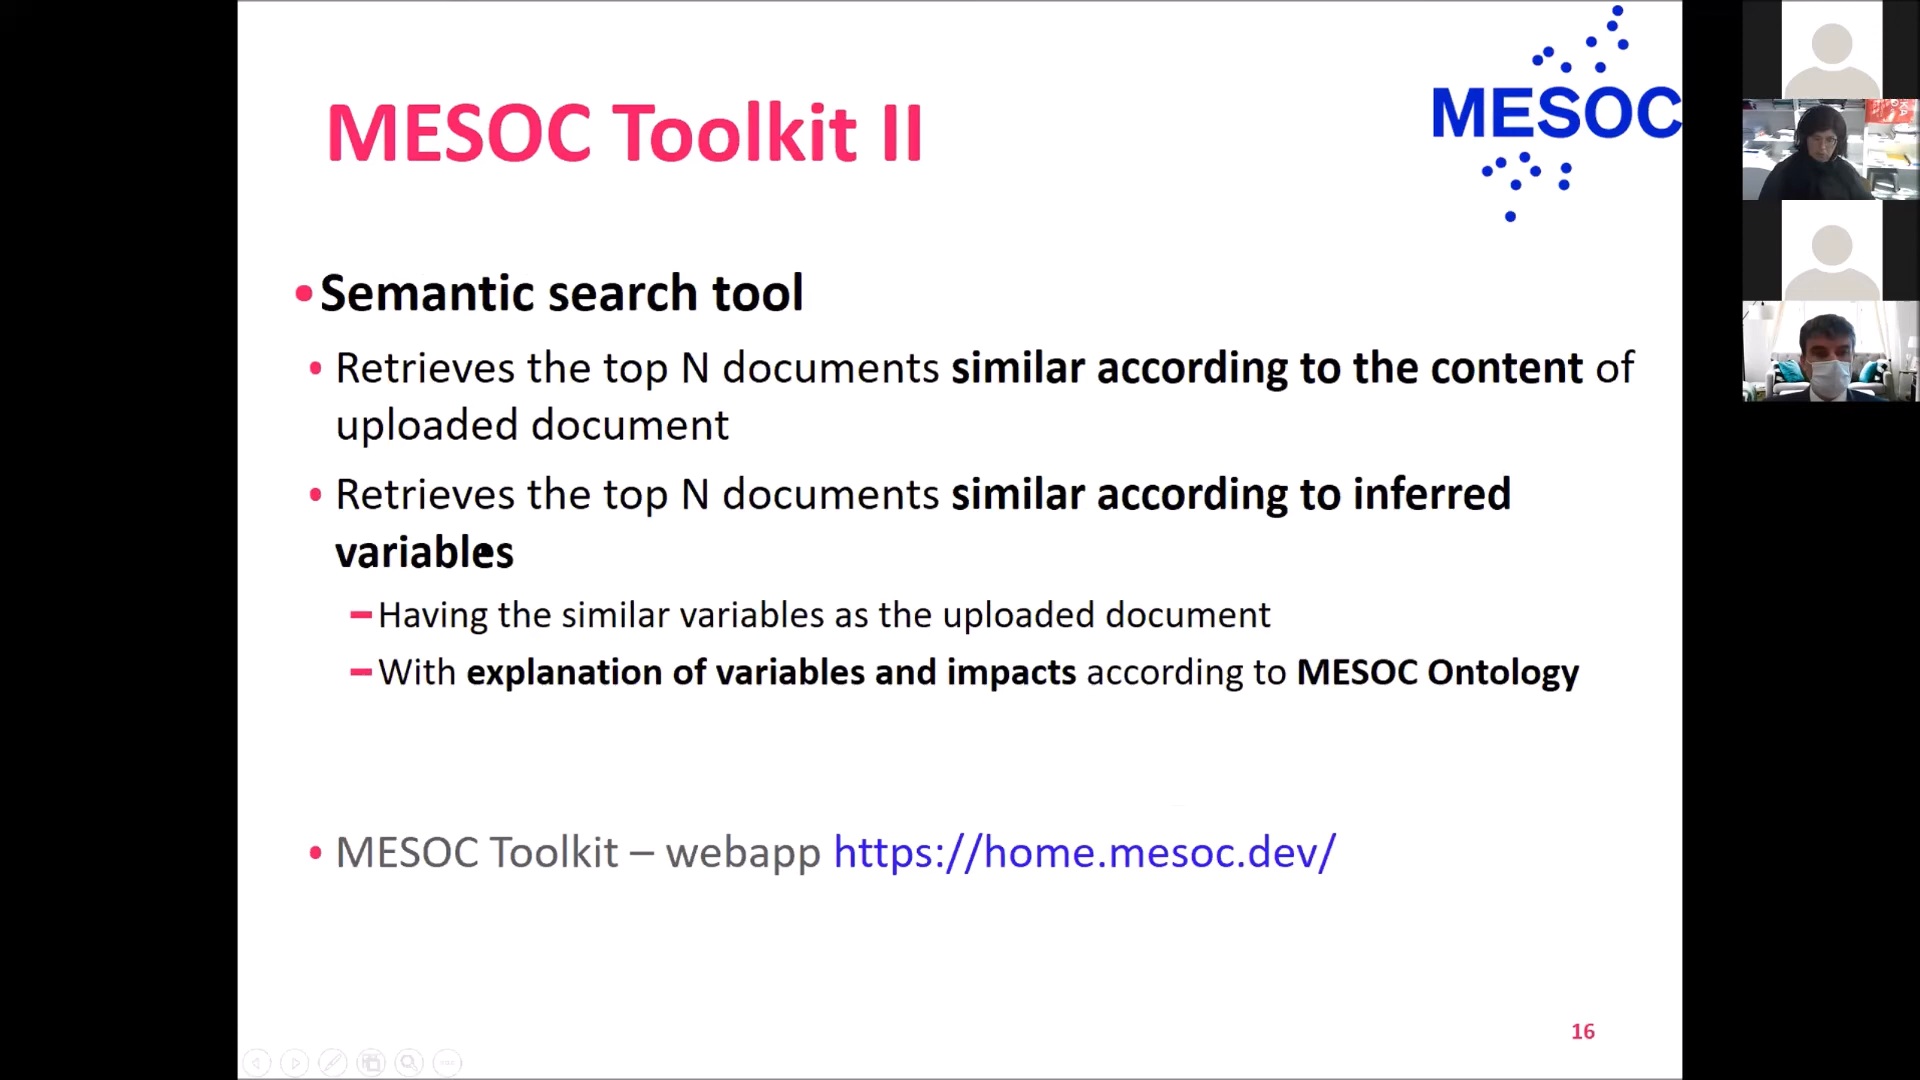 MESOC Toolkit II
MESOC
•Semantic search tool
• Retrieves the top N documents similar according to the content of
uploaded document
• Retrieves the top N documents similar according to inferred
variables
– Having the similar variables as the uploaded document
– With explanation of variables and impacts according to MESOC Ontology
• MESOC Toolkit – webapp https://home.mesoc.dev/
16